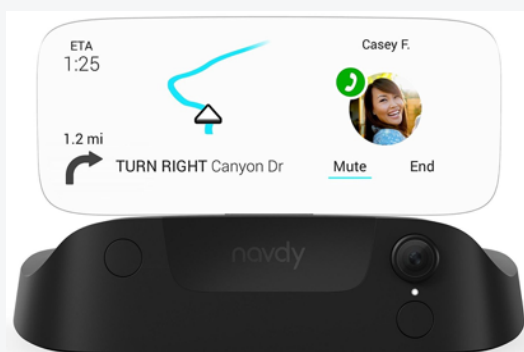 ETA
1:25
1.2 mi
TURN RIGHT Canyon Dr
Casey F.
Mute
End
navdy